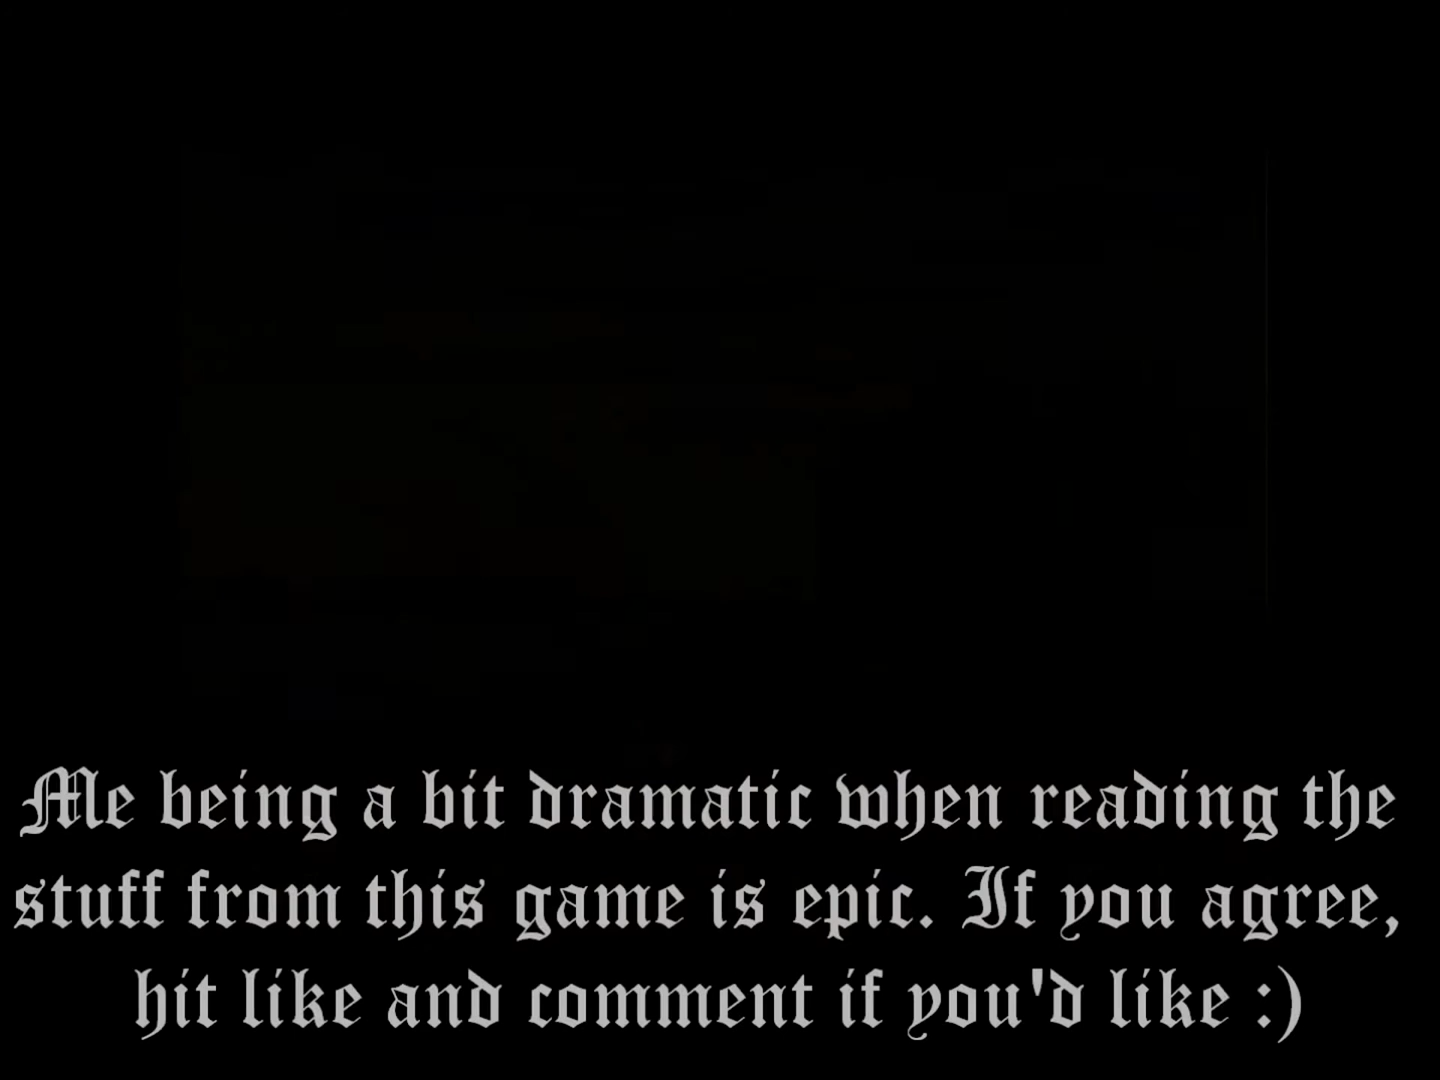 Me being a bit dramatic when reading the
stuff from this game is epic. If you agree,
hit like and comment if you'd like :)